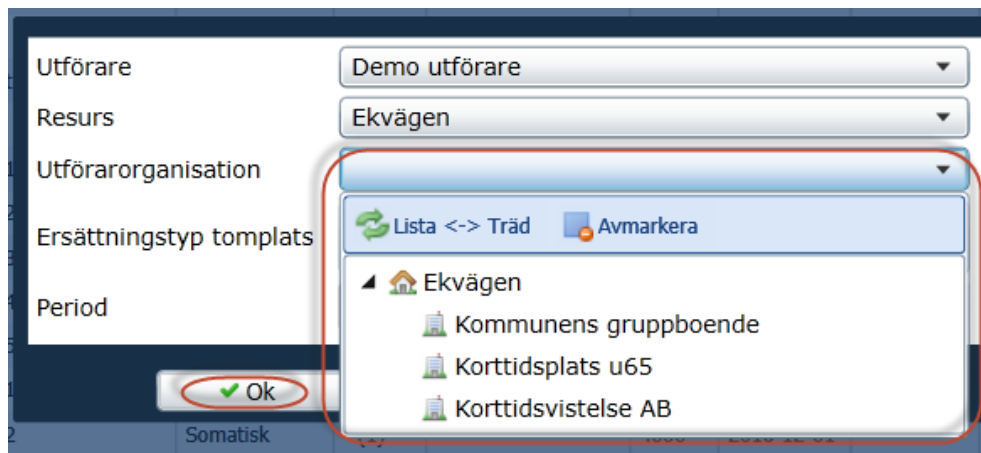 Utförare Demo utförare
Resurs Ekvägen
Utförarorganisation
Lista <-> Träd Avmarkera
Ersättningstyp tomplats
Ekvägen
Period
Kommunens gruppboende
Korttidsplats u65
Ok
Korttidsvistelse AB
Somatisk